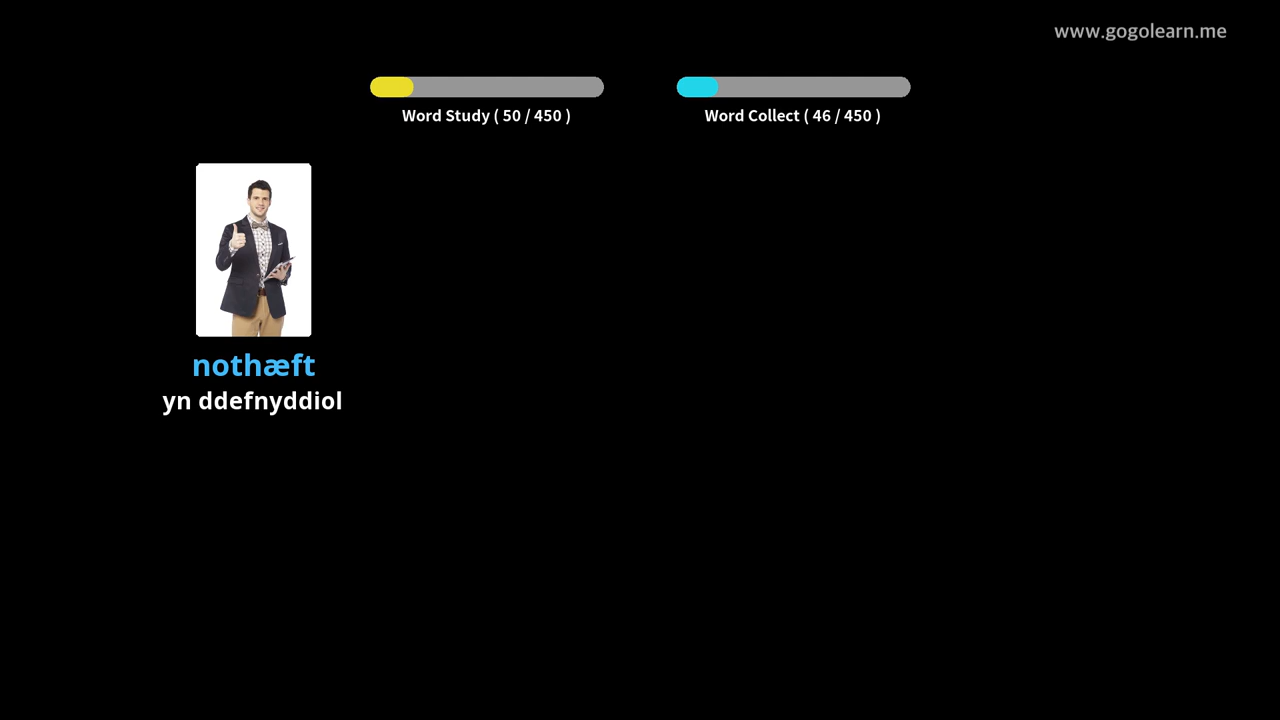 www.gogolearn.me
Word Study ( 50 / 450 )
Word Collect ( 46 / 450 )
nothæft
yn ddefnyddiol